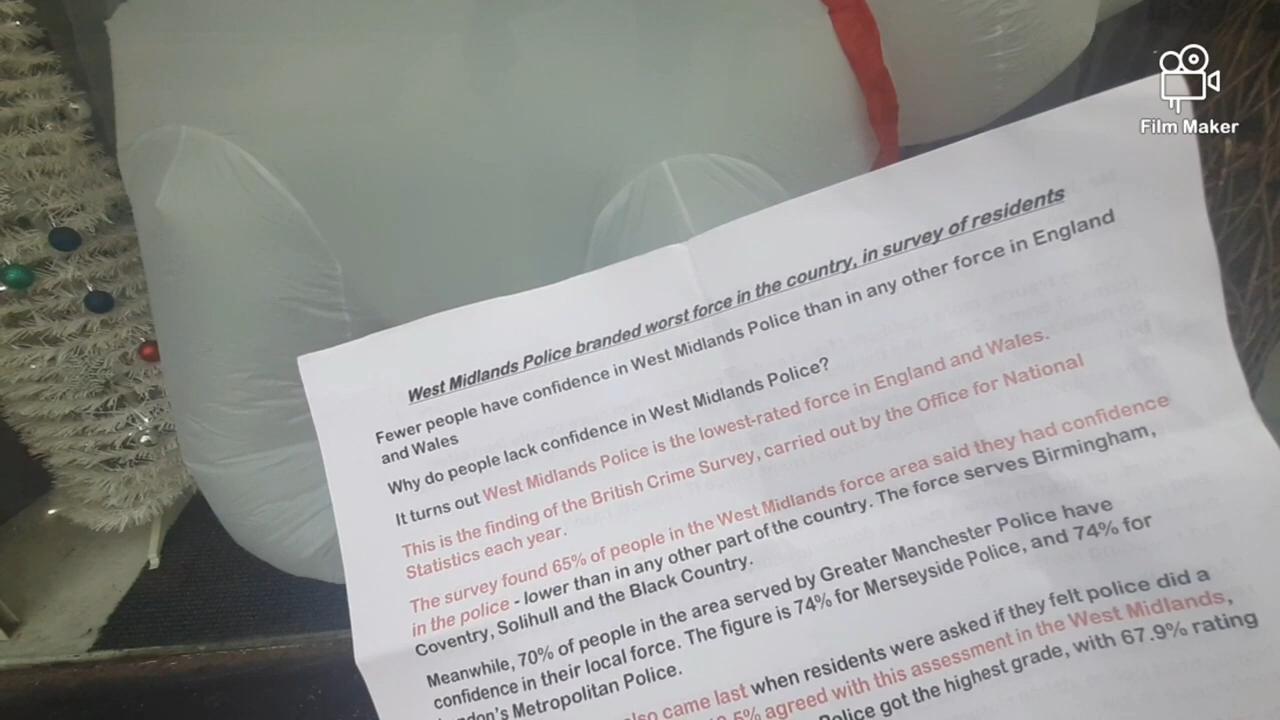 Film Maker
West Midlands Police branded worst force in the country, in survey of residents
Fewer people have confidence in West Midlands Police than in any other force in England
and Wales
Why do people lack confidence in West Midlands Police?
It turns out West Midlands Police is the lowest-rated force in England and Wales.
This is the finding of the British Crime Survey, carried out by the Office for National
Statistics each year.
The survey found 65% of people in the West Midlands force area said they had confidence
in the police - lower than in any other part of the country. The force serves Birmingham,
Coventry, Solihull and the Black Country.
Meanwhile, 70% of people in the area served by Greater Manchester Police have
confidence in their local force. The figure is 74% for Merseyside Police, and 74% for
Metropolitan Police.
came last when residents were asked if they felt police did a
agreed with this assessment in the West Midlands,
Police got the highest grade, with 67.9% rating